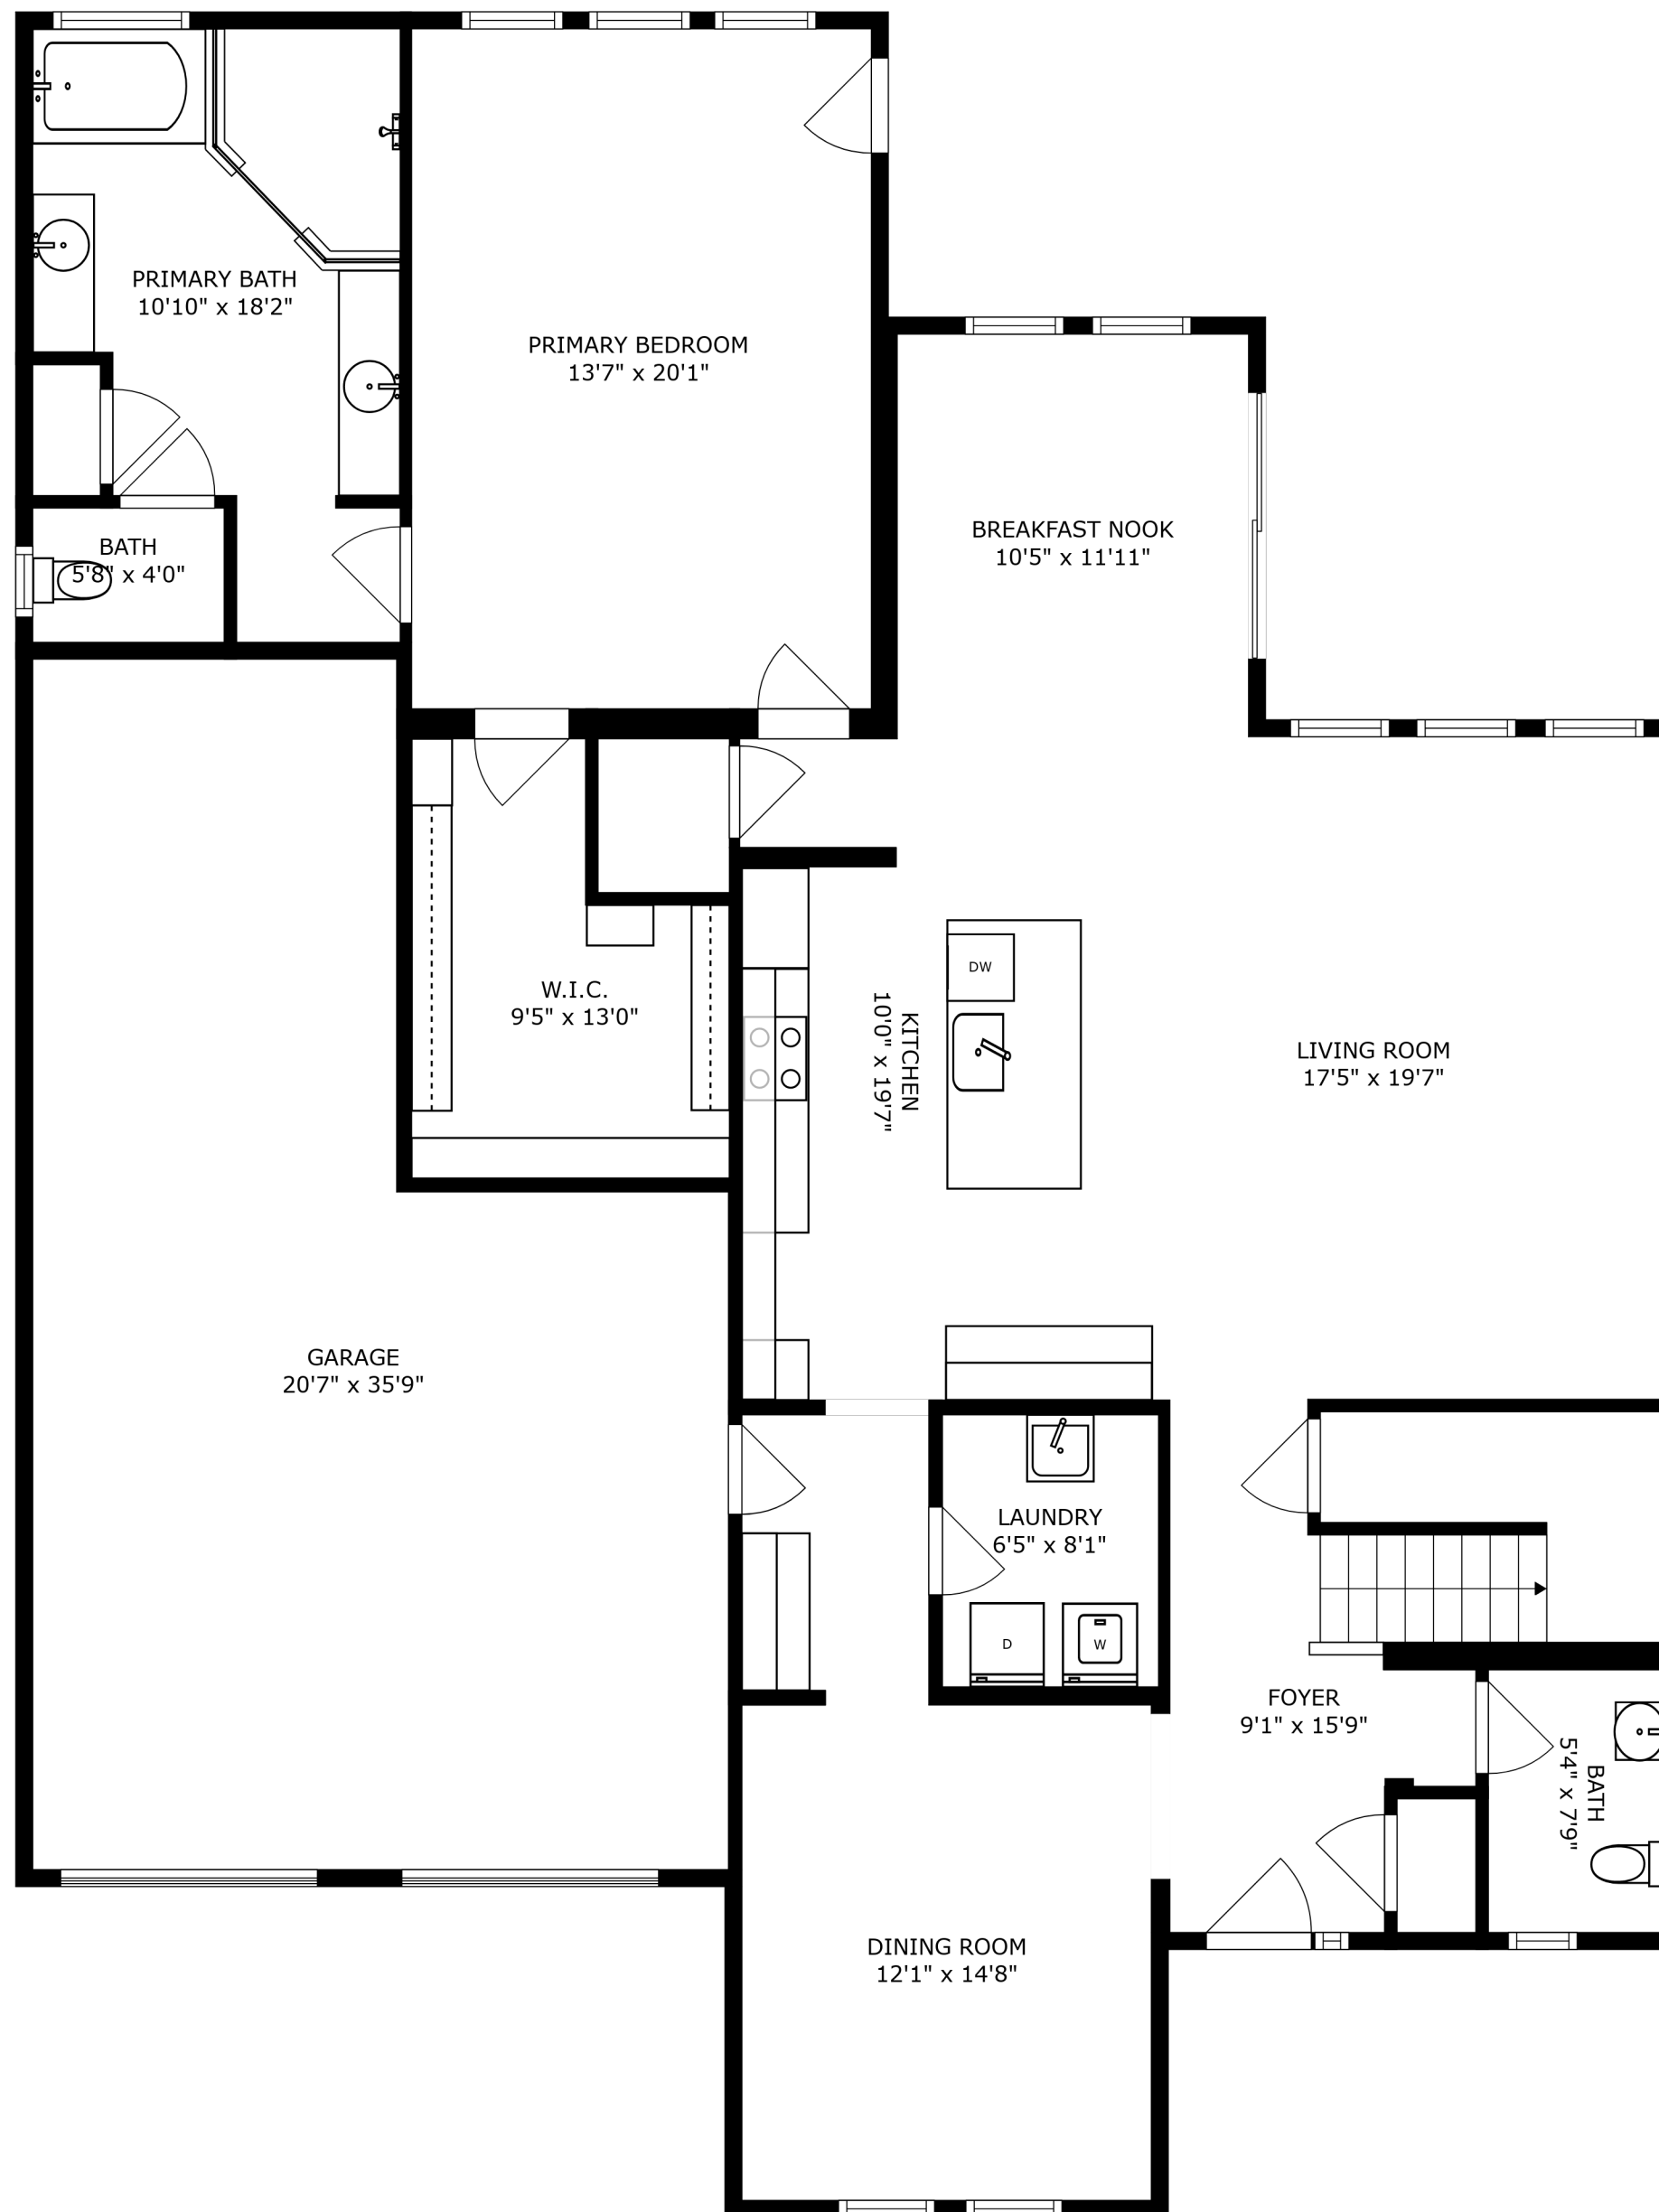 PRIMARY BATH
10'10" x 18'2"
PRIMARY BEDROOM
13'7" x 20'1"
BREAKFAST NOOK
10'5" x 11'11"
BATH
5'8" x 4'0"
W.I.C.
9'5" x 13'0"
DW
KITCHEN
10'0" x 19'7"
LIVING ROOM
17'5" x 19'7"
GARAGE
20'7" x 35'9"
LAUNDRY
6'5" x 8'1"
D
W
FOYER
9'1" x 15'9"
BATH
5'4" x 7'9"
DINING ROOM
12'1" x 14'8"